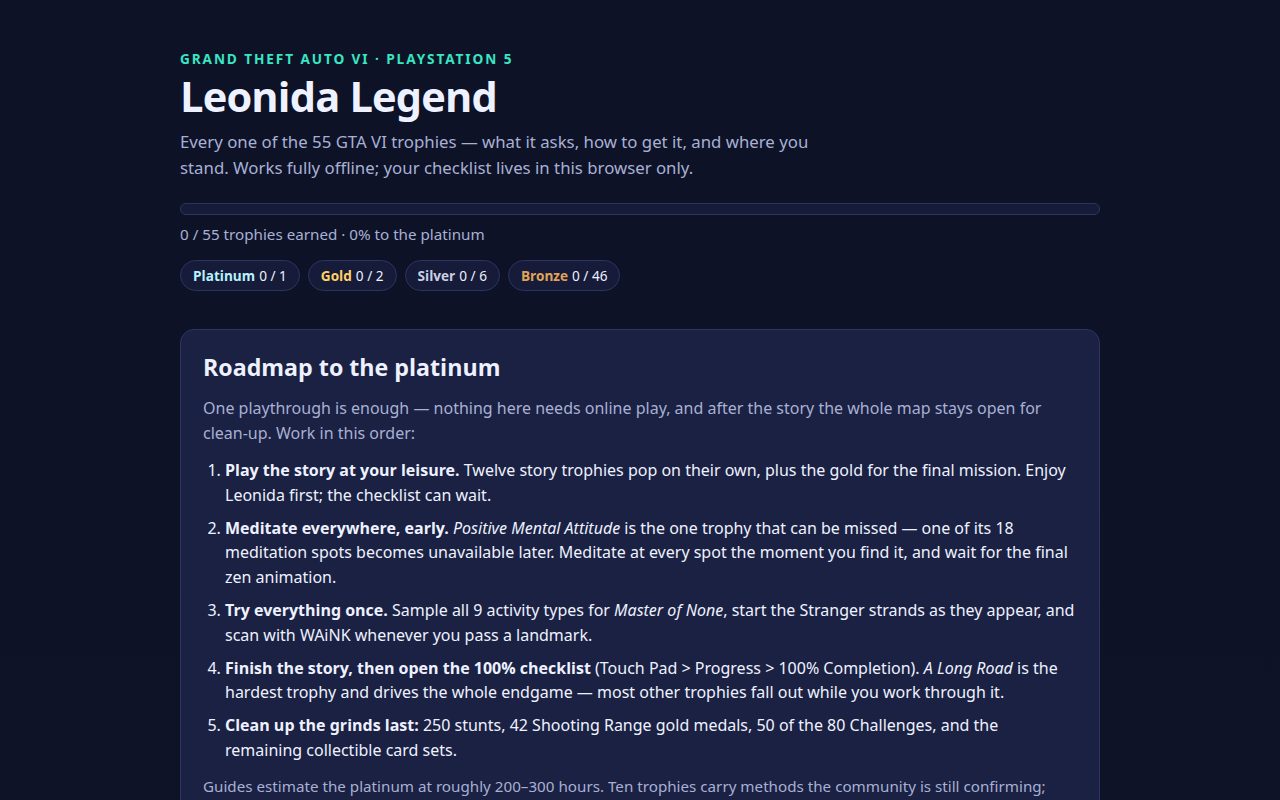 GRAND THEFT AUTO VI · PLAYSTATION 5
Leonida Legend
Every one of the 55 GTA VI trophies — what it asks, how to get it, and where you
stand. Works fully offline; your checklist lives in this browser only.
0 / 55 trophies earned · 0% to the platinum
Platinum 0 / 1 Gold 0 / 2 Silver 0 / 6 Bronze 0 / 46
Roadmap to the platinum
One playthrough is enough — nothing here needs online play, and after the story the whole map stays open for
clean-up. Work in this order:
1. Play the story at your leisure. Twelve story trophies pop on their own, plus the gold for the final mission. Enjoy
Leonida first; the checklist can wait.
2. Meditate everywhere, early. Positive Mental Attitude is the one trophy that can be missed — one of its 18
meditation spots becomes unavailable later. Meditate at every spot the moment you find it, and wait for the final
zen animation.
3. Try everything once. Sample all 9 activity types for Master of None, start the Stranger strands as they appear, and
scan with WAiNK whenever you pass a landmark.
4. Finish the story, then open the 100% checklist (Touch Pad > Progress > 100% Completion). A Long Road is the
hardest trophy and drives the whole endgame — most other trophies fall out while you work through it.
5. Clean up the grinds last: 250 stunts, 42 Shooting Range gold medals, 50 of the 80 Challenges, and the
remaining collectible card sets.
Guides estimate the platinum at roughly 200–300 hours. Ten trophies carry methods the community is still confirming;